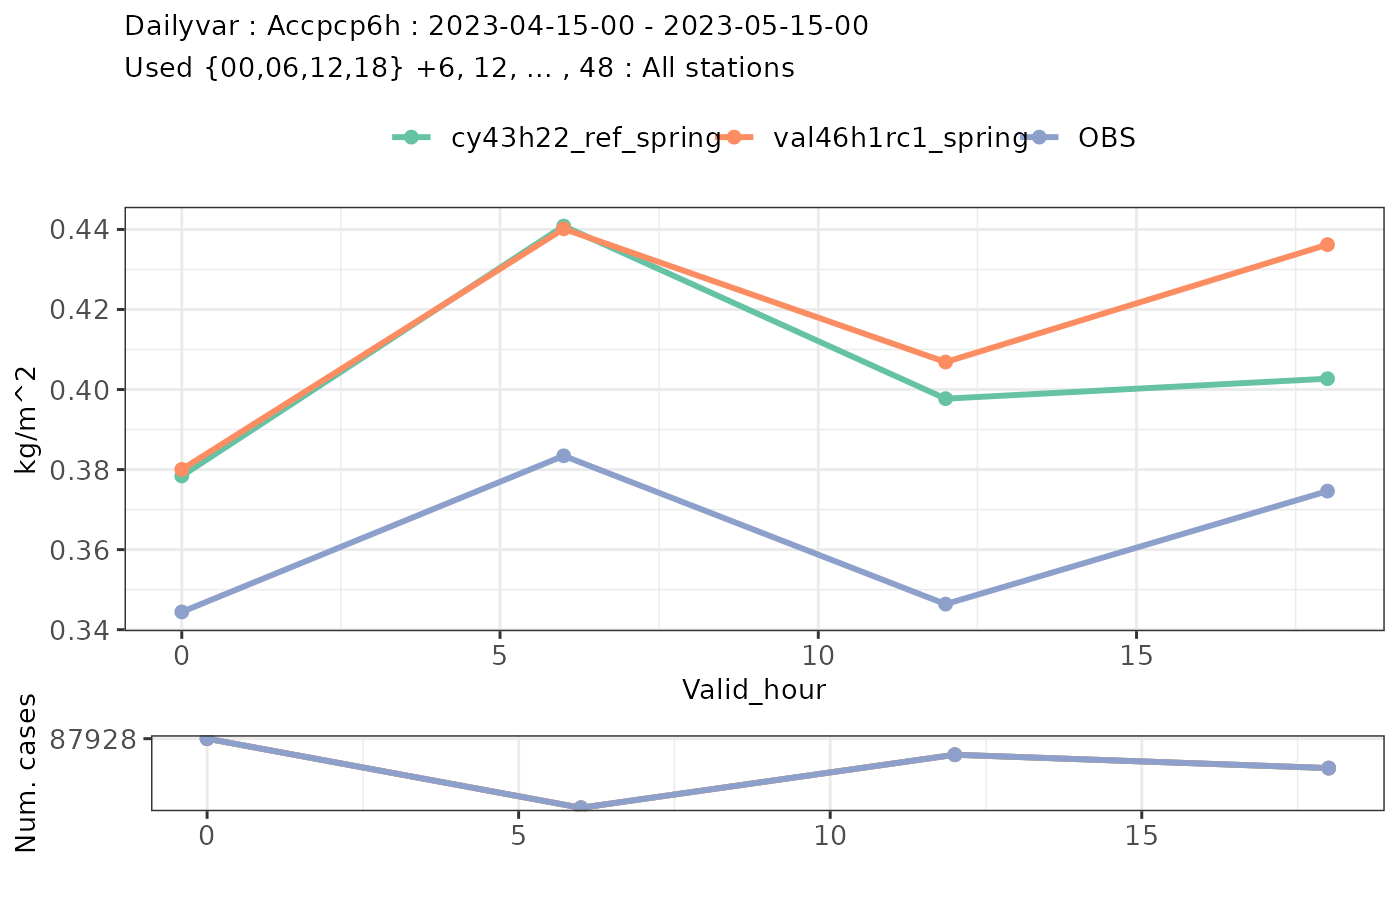 Dailyvar : Accpcp6h : 2023-04-15-00 - 2023-05-15-00
Used {00,06,12,18} +6, 12, ... , 48 : All stations
cy43h22_ref_spring val46h1rc1_spring OBS
0.44
0.42
0.40
0.38
0.36
0.34
kg/m^2
0 5 10 15
Valid_hour
87928
Num. cases
0 5 10 15